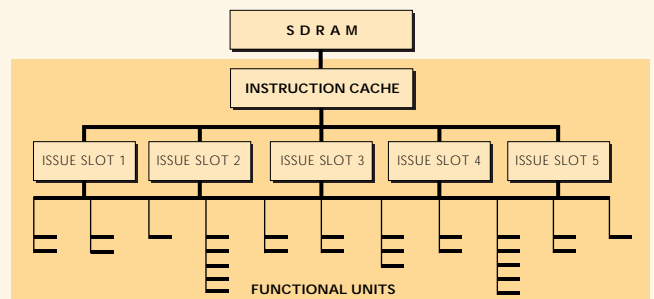 SDRAM
INSTRUCTION CACHE
ISSUE SLOT 1
ISSUE SLOT 2
ISSUE SLOT 3
ISSUE SLOT 4
ISSUE SLOT 5
FUNCTIONAL UNITS